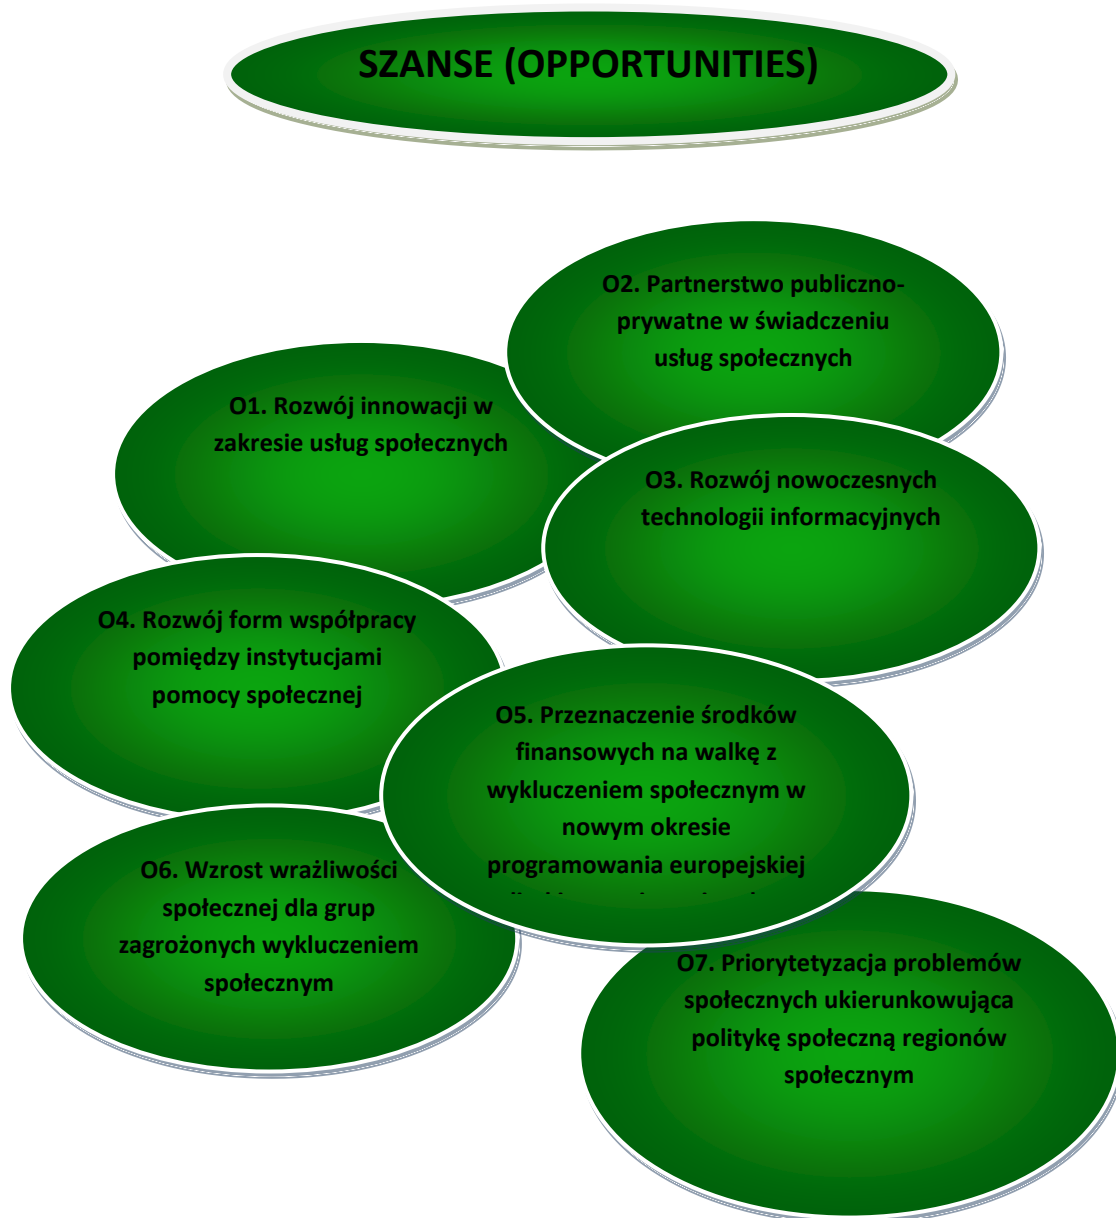 SZANSE (OPPORTUNITIES)
O2. Partnerstwo publiczno-
prywatne w świadczeniu
usług społecznych
O1. Rozwój innowacji w
zakresie usług społecznych
O3. Rozwój nowoczesnych
technologii informacyjnych
O4. Rozwój form współpracy
pomiędzy instytucjami
pomocy społecznej
O5. Przeznaczenie środków
finansowych na walkę z
wykluczeniem społecznym w
nowym okresie
programowania europejskiej
O6. Wzrost wrażliwości
społecznej dla grup
zagrożonych wykluczeniem
społecznym
O7. Priorytetyzacja problemów
społecznych ukierunkowująca
politykę społeczną regionów
społecznym